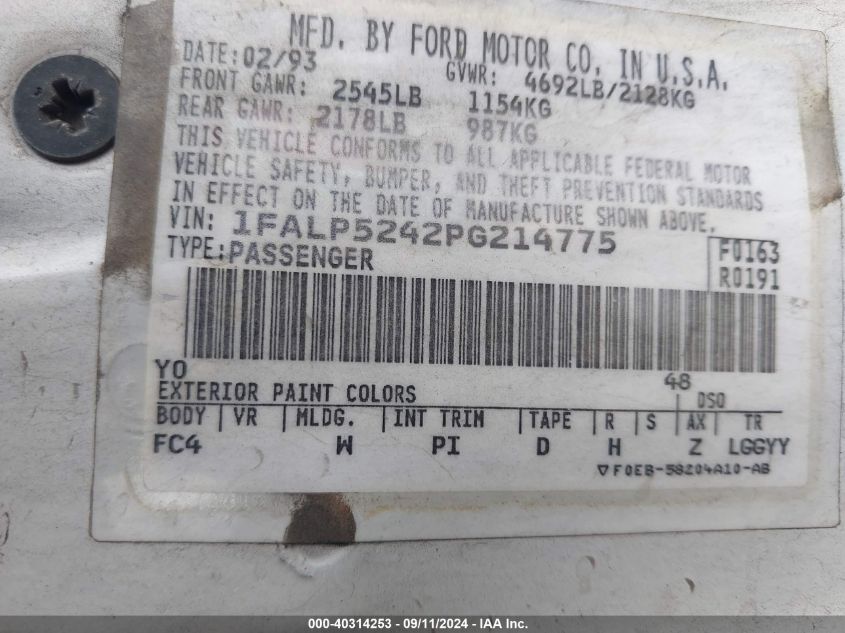 MFD. BY FORD MOTOR CO. IN U.S.A.
DATE: 02/93 GVWR: 4692LB/2128KG
FRONT GAWR: 2545LB 1154KG
REAR GAWR: 2178LB 987KG
THIS VEHICLE CONFORMS TO ALL APPLICABLE FEDERAL MOTOR
VEHICLE SAFETY, BUMPER, AND THEFT PREVENTION STANDARDS
IN EFFECT ON THE DATE OF MANUFACTURE SHOWN ABOVE.
VIN: 1FALP5242PG214775
TYPE: PASSENGER
F0163
R0191
YO 48
EXTERIOR PAINT COLORS DSO
BODY VR MLDG. INT TRIM TAPE R S AX TR
FC4 W PI D H Z LGGYY
▽F0EB-58204A10-AB
000-40314253 - 09/11/2024 - IAA Inc.